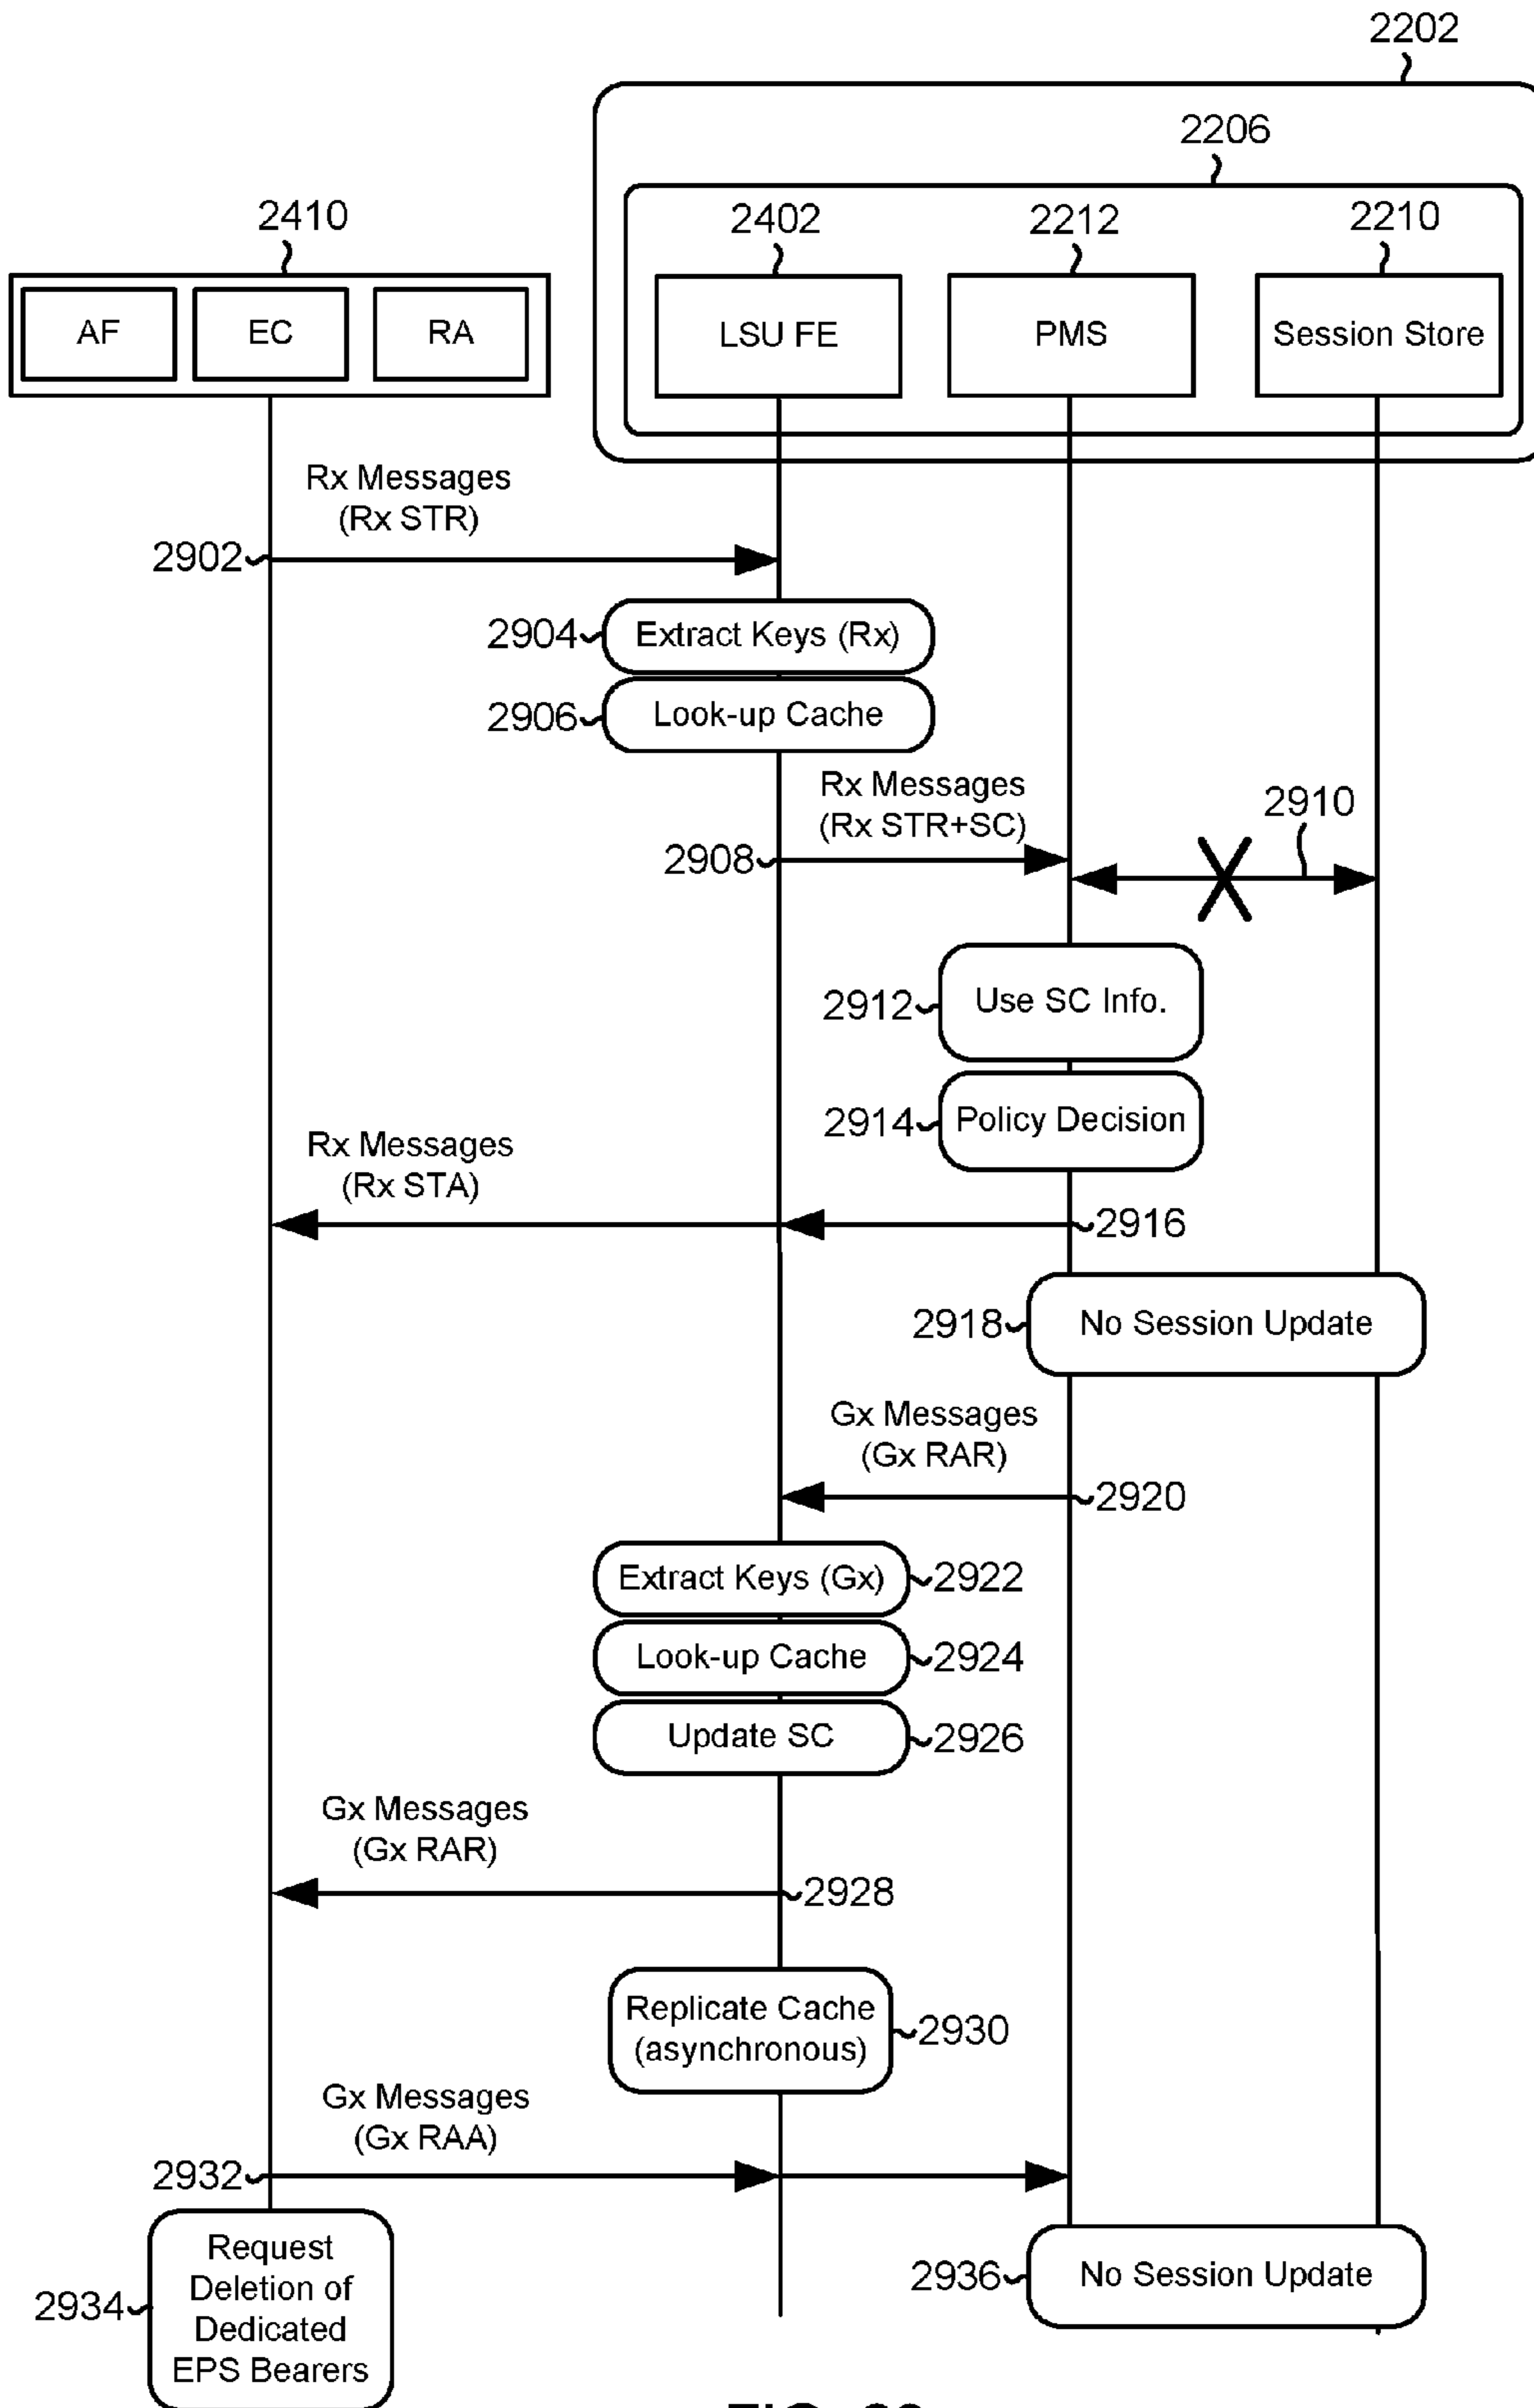 2202
2206
2410
2402
2212
2210
AF
EC
RA
LSU FE
PMS
Session Store
Rx Messages
(Rx STR)
2902
2904
Extract Keys (Rx)
2906
Look-up Cache
Rx Messages
(Rx STR+SC)
2908
2910
2912
Use SC Info.
2914
Policy Decision
Rx Messages
(Rx STA)
2916
2918
No Session Update
Gx Messages
(Gx RAR)
2920
Extract Keys (Gx)
2922
Look-up Cache
2924
Update SC
2926
Gx Messages
(Gx RAR)
2928
Replicate Cache
(asynchronous)
2930
Gx Messages
(Gx RAA)
2932
2934
Request
Deletion of
Dedicated
EPS Bearers
2936
No Session Update